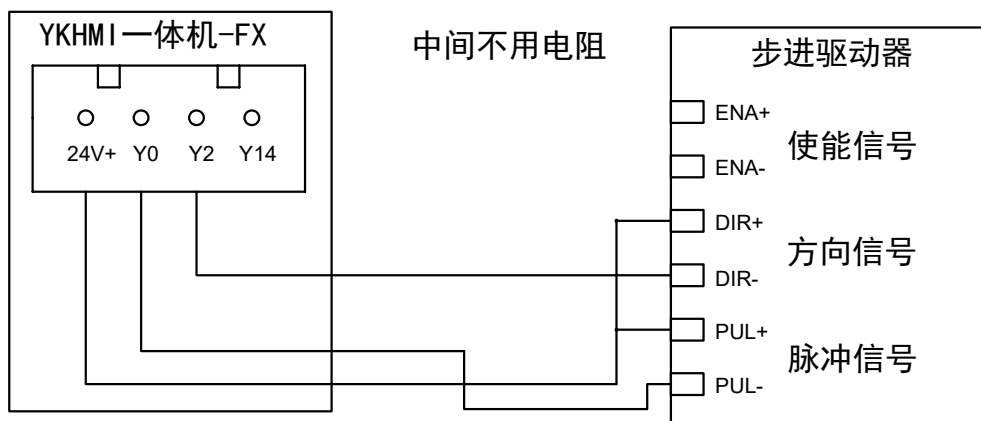 YKHMI一体机-FX
中间不用电阻
步进驱动器
24V+ Y0 Y2 Y14
ENA+
使能信号
ENA-
DIR+
方向信号
DIR-
PUL+
脉冲信号
PUL-